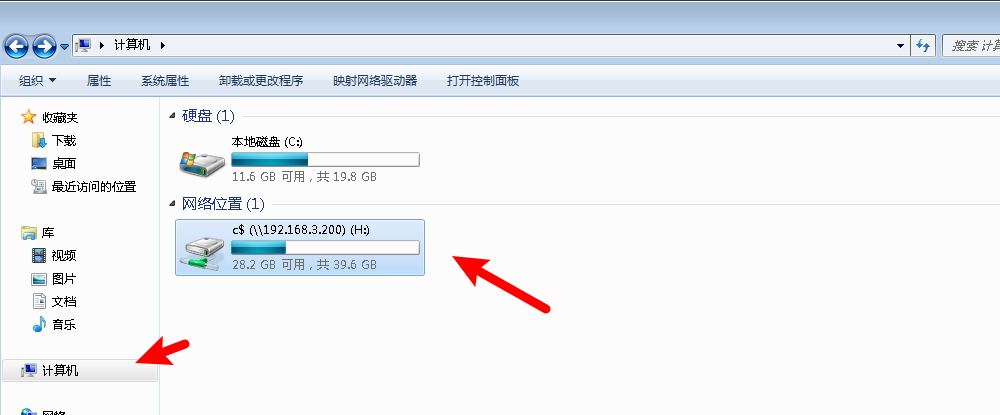 计算机
搜索 计
组织 属性 系统属性 卸载或更改程序 映射网络驱动器 打开控制面板
收藏夹
下载
桌面
最近访问的位置
库
视频
图片
文档
音乐
计算机
网络
硬盘 (1)
本地磁盘 (C:)
11.6 GB 可用，共 19.8 GB
网络位置 (1)
c$ (\\192.168.3.200) (H:)
28.2 GB 可用，共 39.6 GB